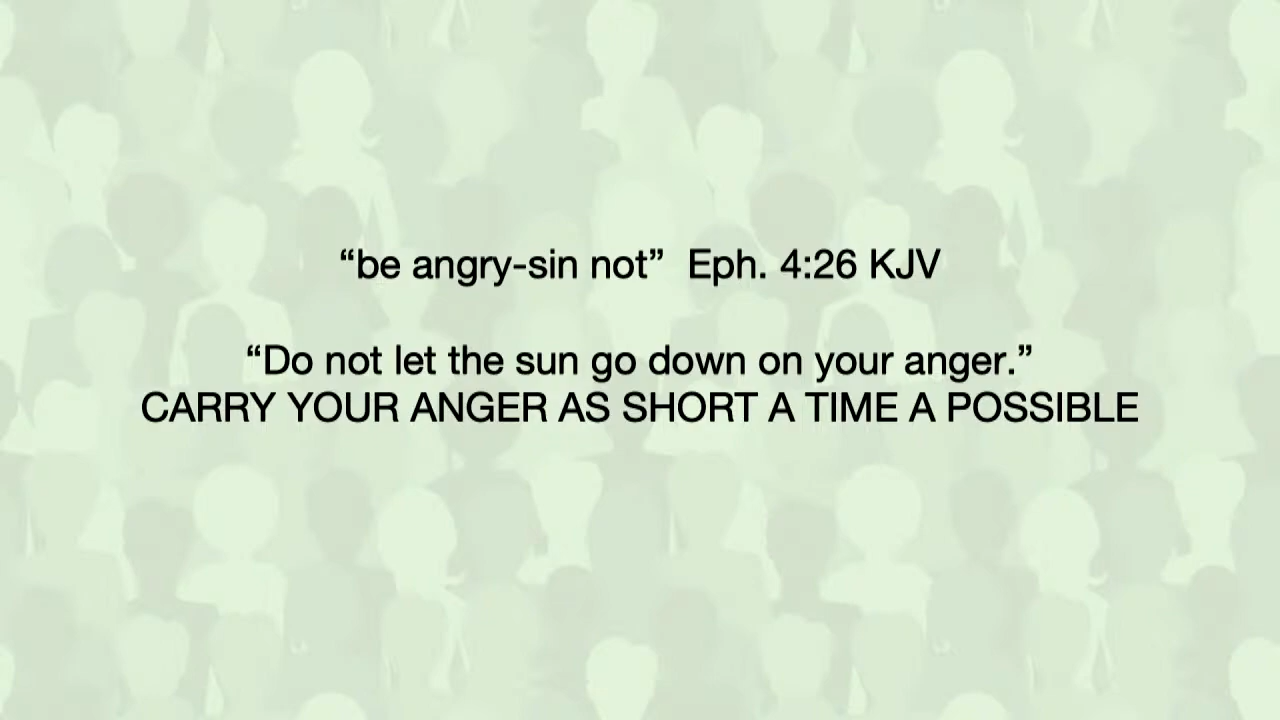 “be angry-sin not”  Eph. 4:26 KJV
“Do not let the sun go down on your anger.”
CARRY YOUR ANGER AS SHORT A TIME A POSSIBLE